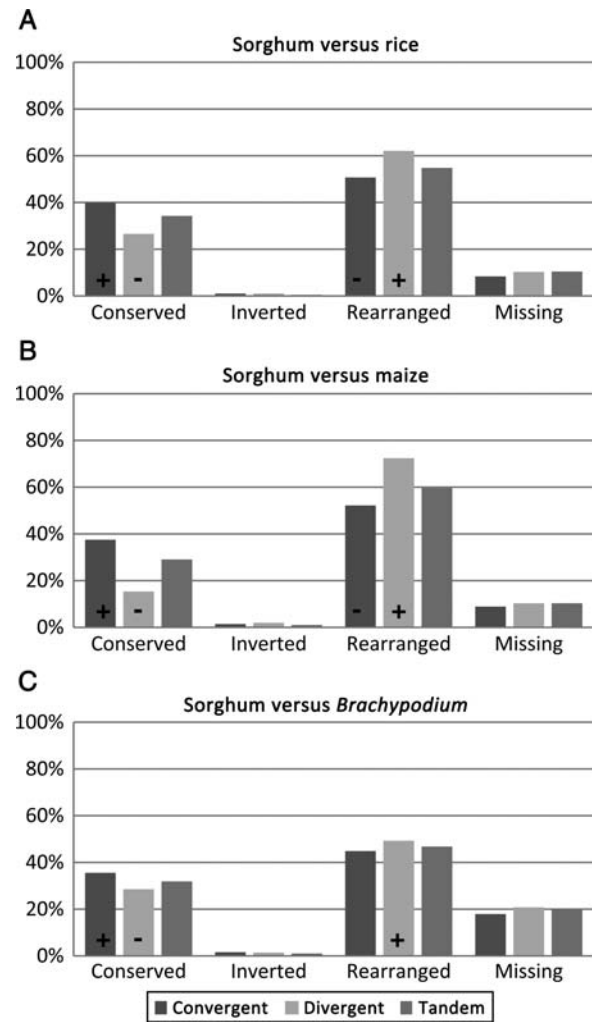 A
Sorghum versus rice
100%
80%
60%
40%
20%
0%
+ - - +
Conserved Inverted Rearranged Missing
B
Sorghum versus maize
100%
80%
60%
40%
20%
0%
+ - - +
Conserved Inverted Rearranged Missing
C
Sorghum versus Brachypodium
100%
80%
60%
40%
20%
0%
+ - +
Conserved Inverted Rearranged Missing
Convergent Divergent Tandem